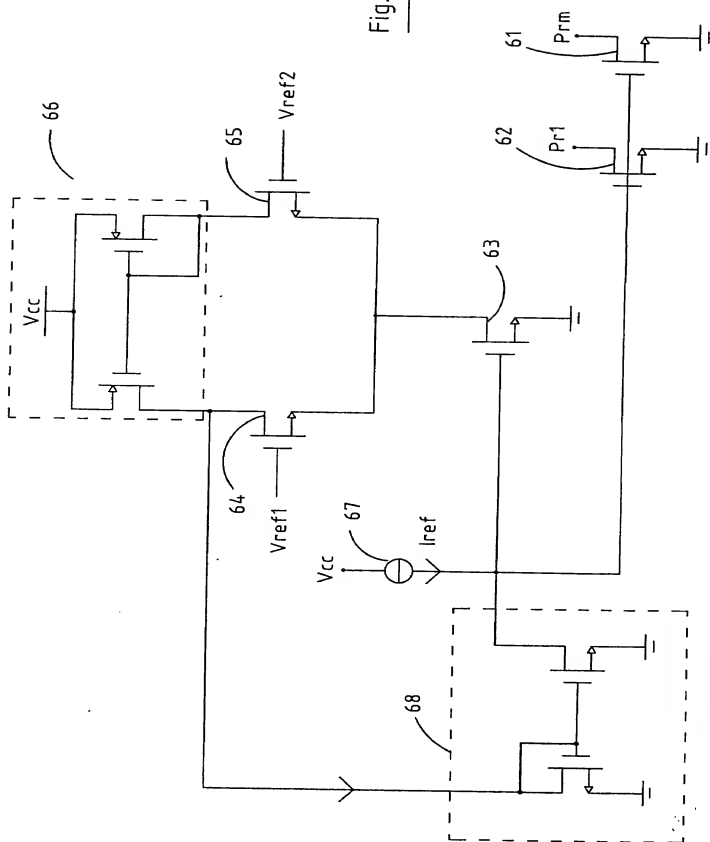 Fig.
66
Vcc
65
Vref2
64
Vref1
63
62
Pr1
61
Prm
67
Vcc
Iref
68